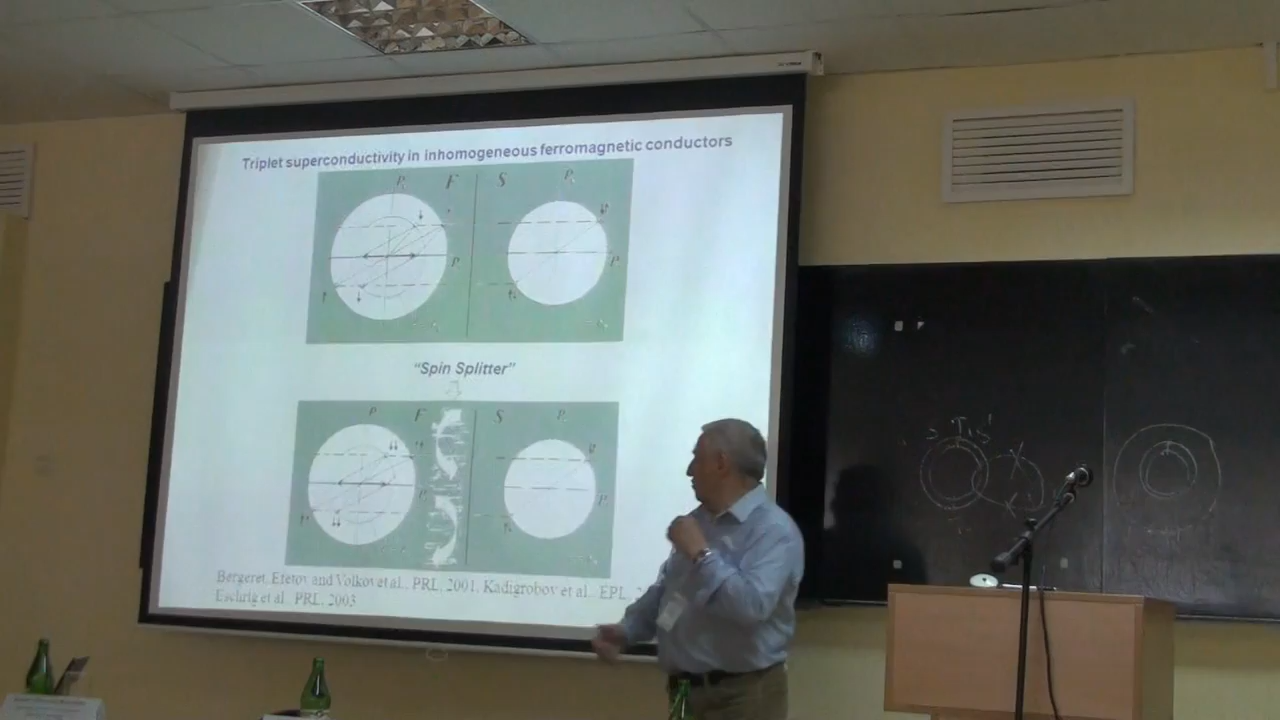 Triplet superconductivity in inhomogeneous ferromagnetic conductors
F S
"Spin Splitter"
F S
Bergeret, Efetov and Volkov et al., PRL, 2001, Kadigrobov et al., EPL, 2
Eschrig et al., PRL, 2003